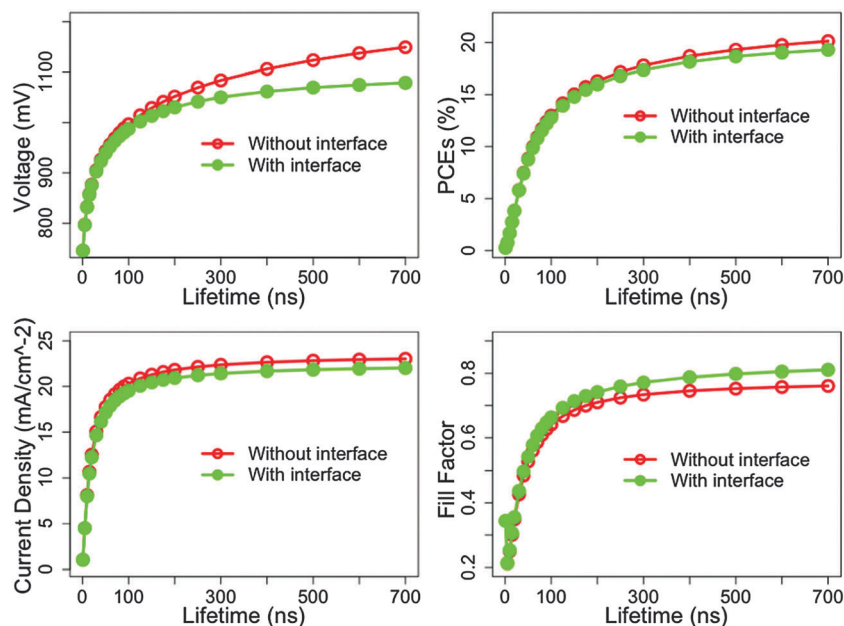 Voltage (mV)
1100
900
800
Without interface
With interface
0 100 300 500 600 700
Lifetime (ns)
PCEs (%)
20
15
10
5
0
Without interface
With interface
0 100 300 500 600 700
Lifetime (ns)
Current Density (mA/cm^-2)
25
20
15
10
5
0
Without interface
With interface
0 100 300 500 600 700
Lifetime (ns)
Fill Factor
0.8
0.6
0.4
0.2
Without interface
With interface
0 100 300 500 600 700
Lifetime (ns)